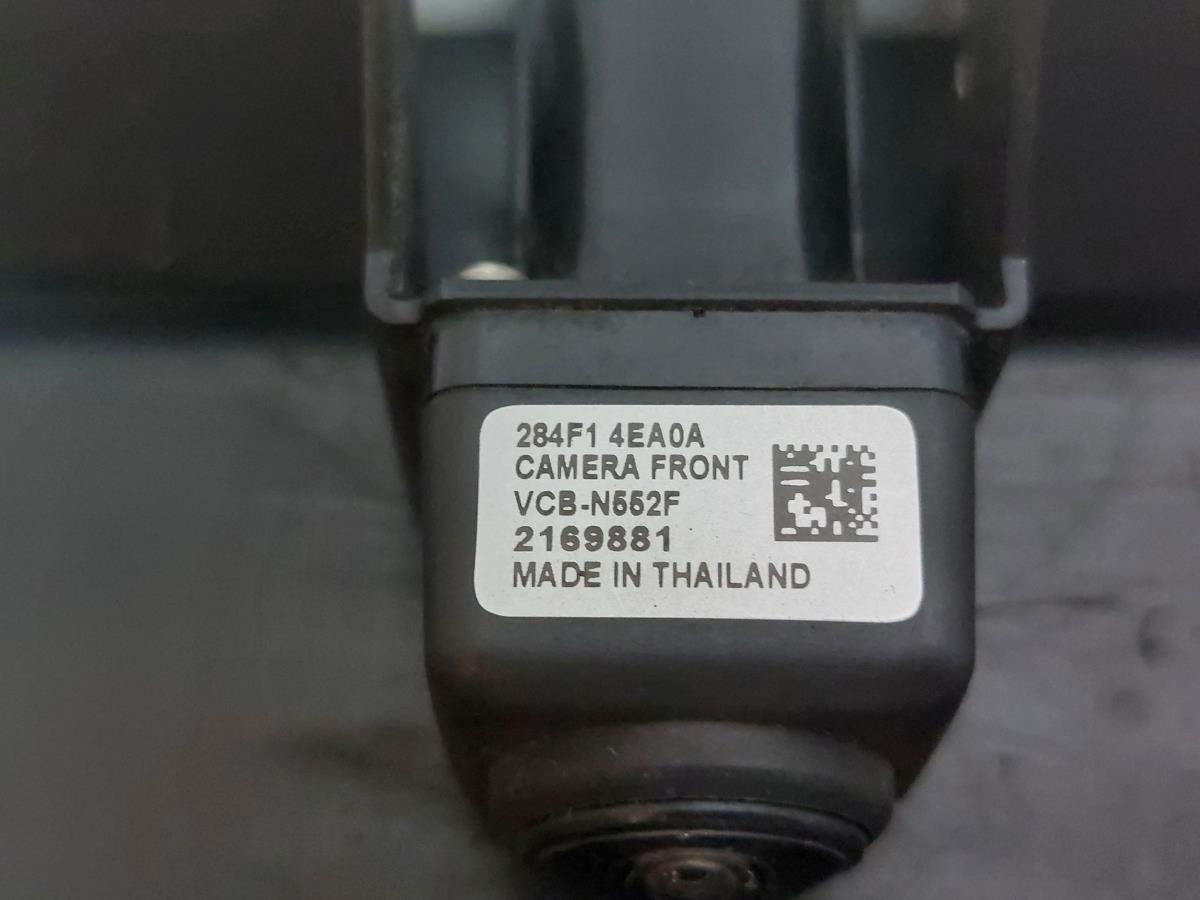 284F1 4EA0A
CAMERA FRONT
VCB-N552F
2169881
MADE IN THAILAND